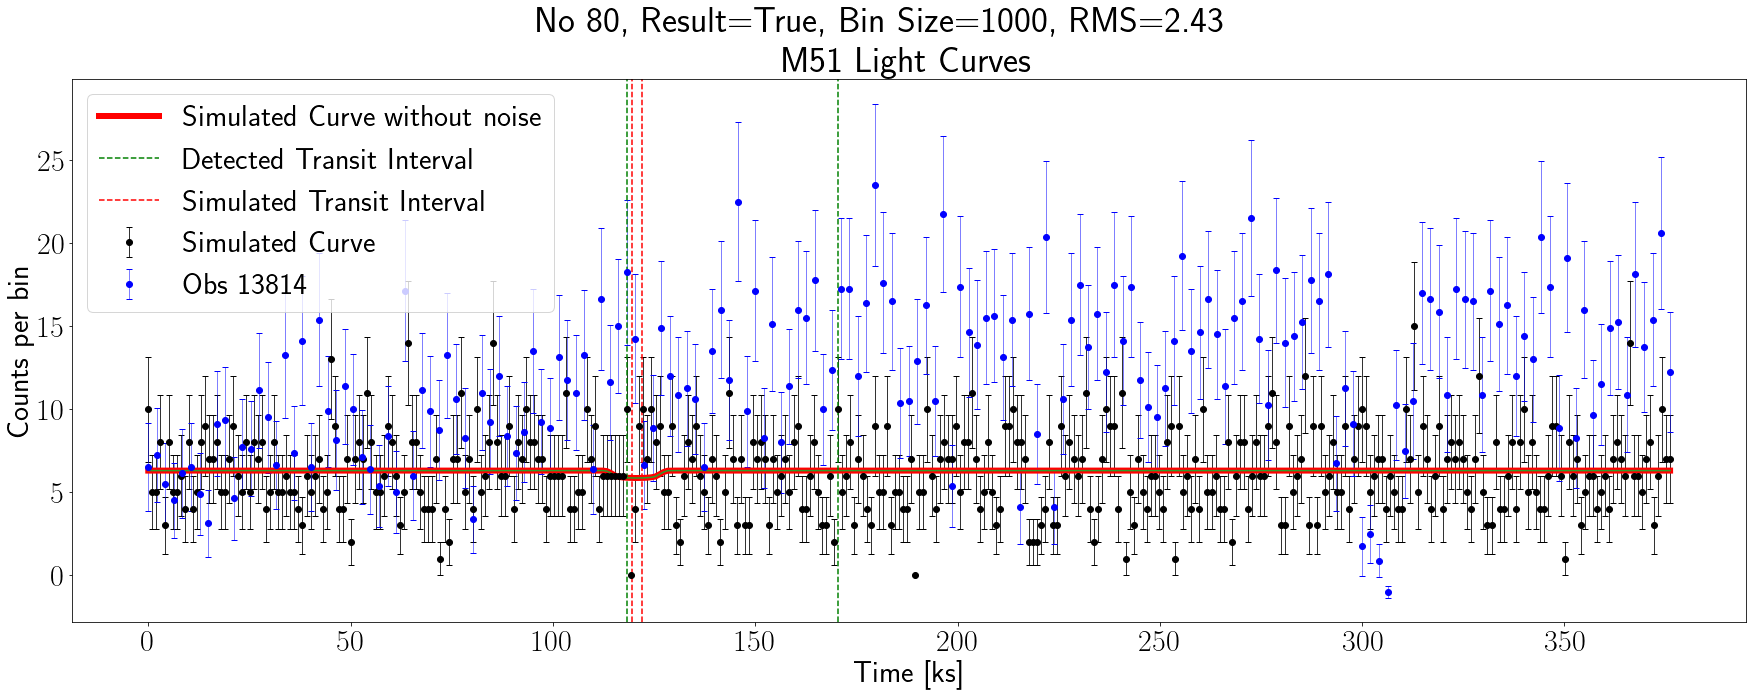 No 80, Result=True, Bin Size=1000, RMS=2.43
M51 Light Curves
Simulated Curve without noise
Detected Transit Interval
Simulated Transit Interval
Simulated Curve
Obs 13814
Counts per bin
25
20
15
10
5
0
0 50 100 150 200 250 300 350
Time [ks]